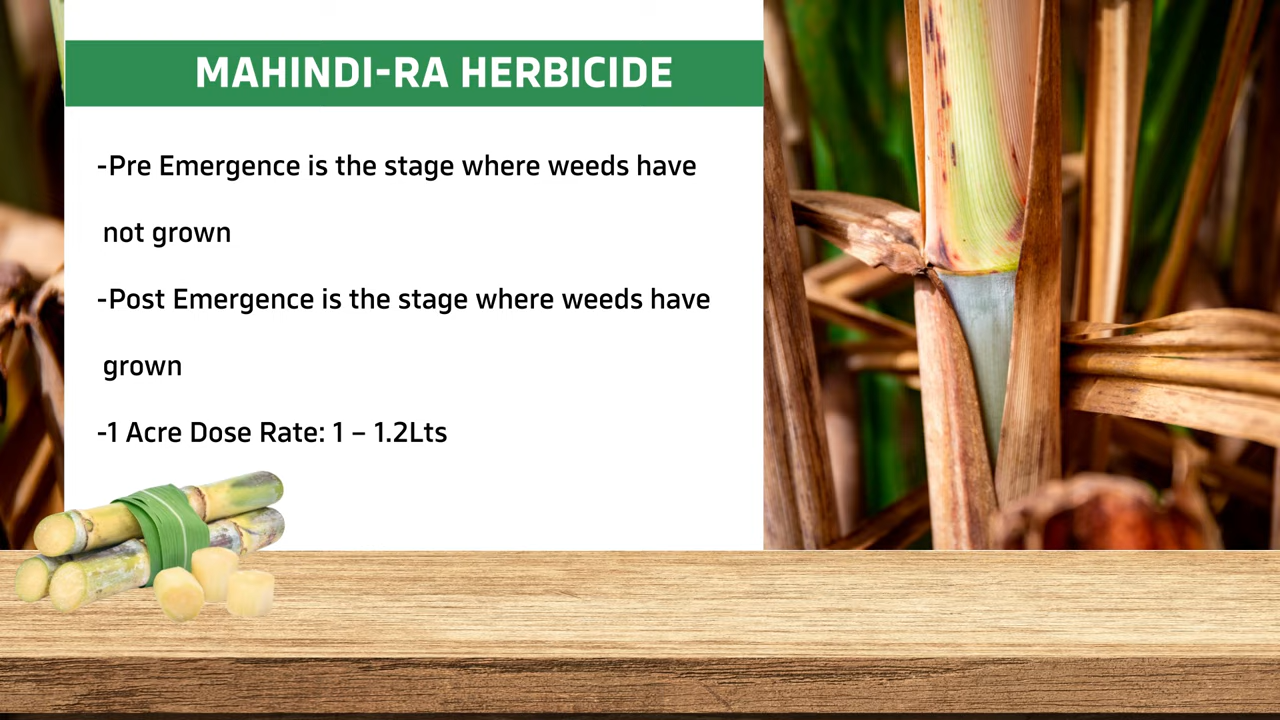 MAHINDI-RA HERBICIDE
-Pre Emergence is the stage where weeds have
not grown
-Post Emergence is the stage where weeds have
grown
-1 Acre Dose Rate: 1 – 1.2Lts